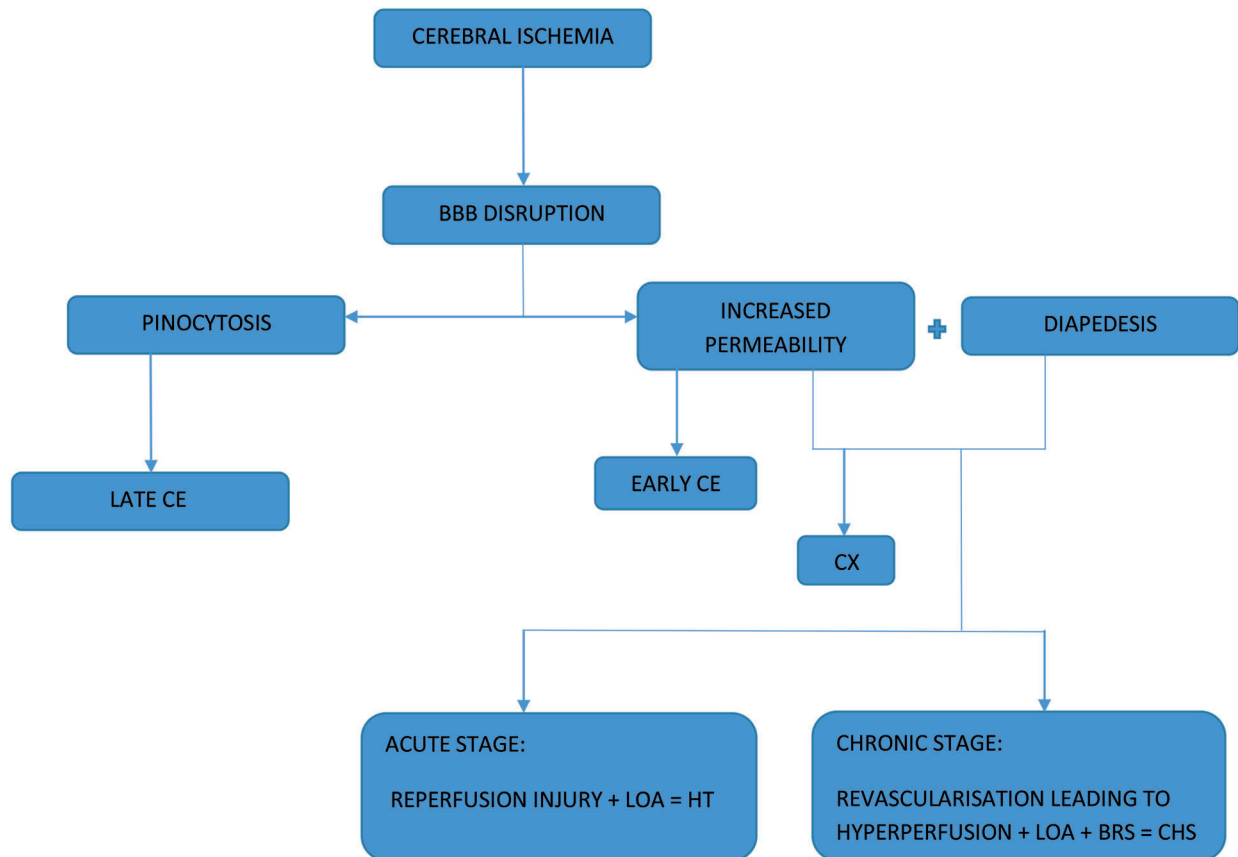 CEREBRAL ISCHEMIA
BBB DISRUPTION
PINOCYTOSIS
INCREASED
PERMEABILITY
+
DIAPEDESIS
LATE CE
EARLY CE
CX
ACUTE STAGE:
REPERFUSION INJURY + LOA = HT
CHRONIC STAGE:
REVASCULARISATION LEADING TO
HYPERPERFUSION + LOA + BRS = CHS